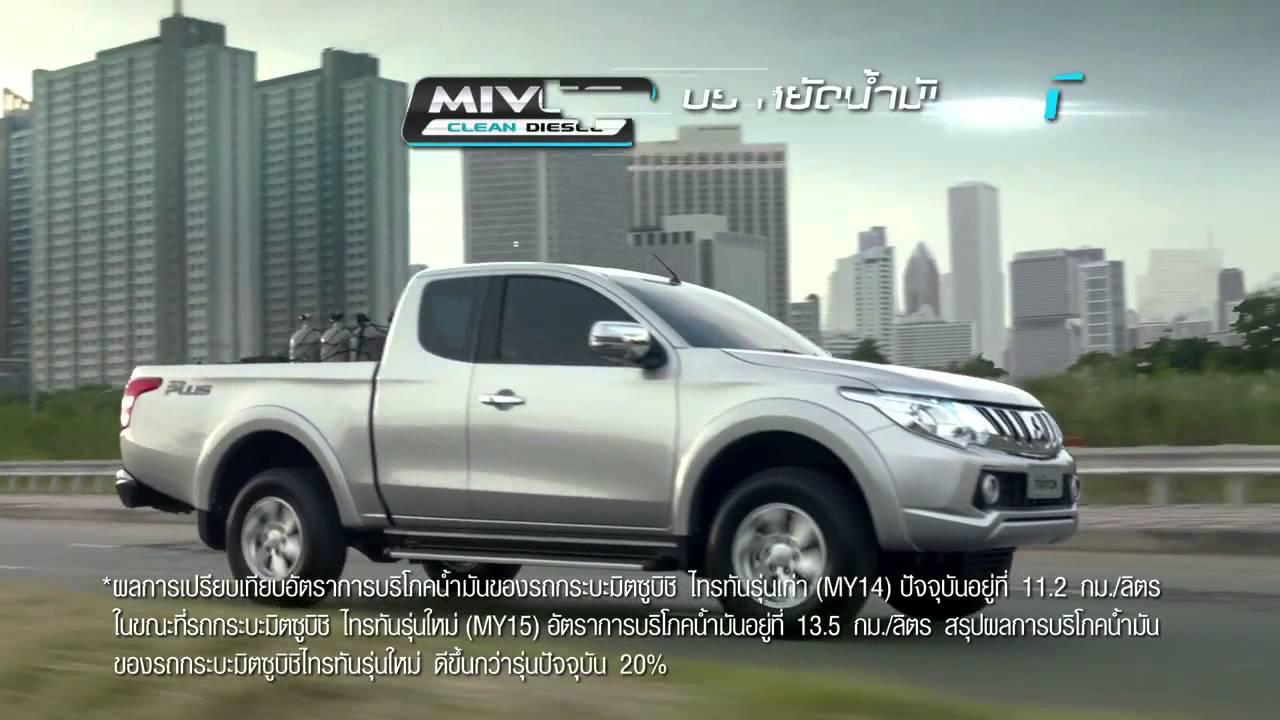 CLEAN DIESEL
PLUS
TRITON
*ผลการเปรียบเทียบอัตราการบริโภคน้ำมันของรถกระบะมิตซูบิชิ ไทรทันรุ่นเก่า (MY14) ปัจจุบันอยู่ที่ 11.2 กม./ลิตร
ในขณะที่รถกระบะมิตซูบิชิ ไทรทันรุ่นใหม่ (MY15) อัตราการบริโภคน้ำมันอยู่ที่ 13.5 กม./ลิตร สรุปผลการบริโภคน้ำมัน
ของรถกระบะมิตซูบิชิไทรทันรุ่นใหม่ ดีขึ้นกว่ารุ่นปัจจุบัน 20%